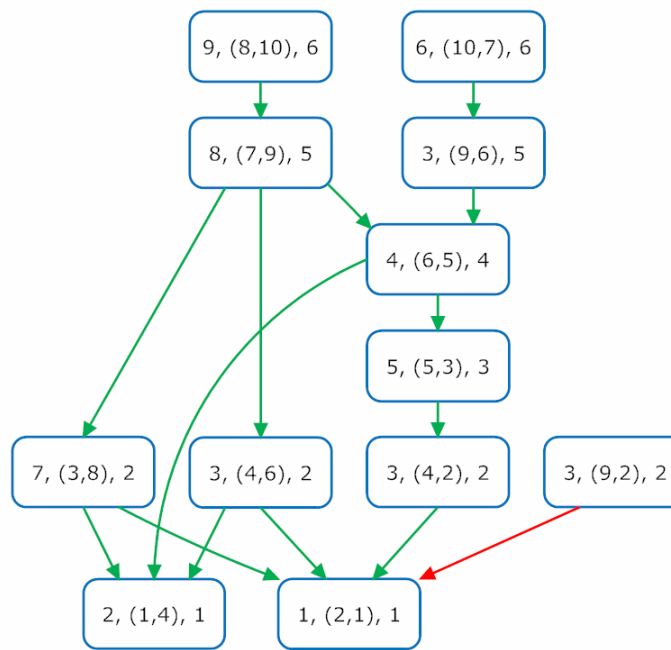 9, (8,10), 6
6, (10,7), 6
8, (7,9), 5
3, (9,6), 5
4, (6,5), 4
5, (5,3), 3
7, (3,8), 2
3, (4,6), 2
3, (4,2), 2
3, (9,2), 2
2, (1,4), 1
1, (2,1), 1